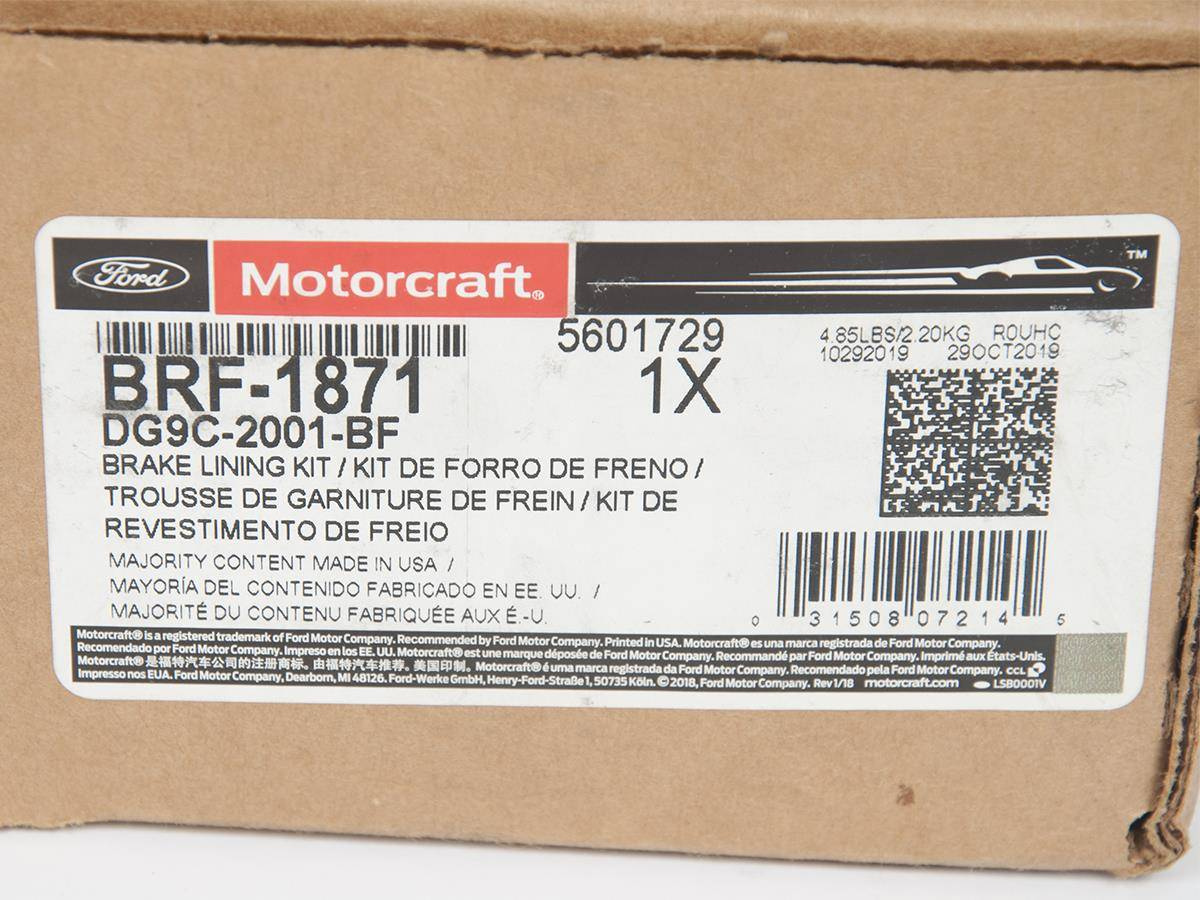 Ford Motorcraft® ™
5601729
4.85LBS/2.20KG R0UHC
10292019 29OCT2019
BRF-1871 1X
DG9C-2001-BF
BRAKE LINING KIT / KIT DE FORRO DE FRENO /
TROUSSE DE GARNITURE DE FREIN / KIT DE
REVESTIMENTO DE FREIO
MAJORITY CONTENT MADE IN USA /
MAYORÍA DEL CONTENIDO FABRICADO EN EE. UU. /
MAJORITÉ DU CONTENU FABRIQUÉE AUX É.-U.
0 31508 07214 5
Motorcraft® is a registered trademark of Ford Motor Company. Recommended by Ford Motor Company. Printed in USA. Motorcraft® es una marca registrada de Ford Motor Company.
Recomendado por Ford Motor Company. Impreso en los EE. UU. Motorcraft® est une marque déposée de Ford Motor Company. Recommandé par Ford Motor Company. Imprimé aux États-Unis.
Motorcraft® 是福特汽车公司的注册商标。由福特汽车推荐。美国印制。Motorcraft® é uma marca registrada da Ford Motor Company. Recomendado pela Ford Motor Company. CCL
Impresso nos EUA. Ford Motor Company, Dearborn, MI 48126. Ford-Werke GmbH, Henry-Ford-Straße 1, 50735 Köln. © 2018, Ford Motor Company. Rev 1/18 motorcraft.com LSB0001V